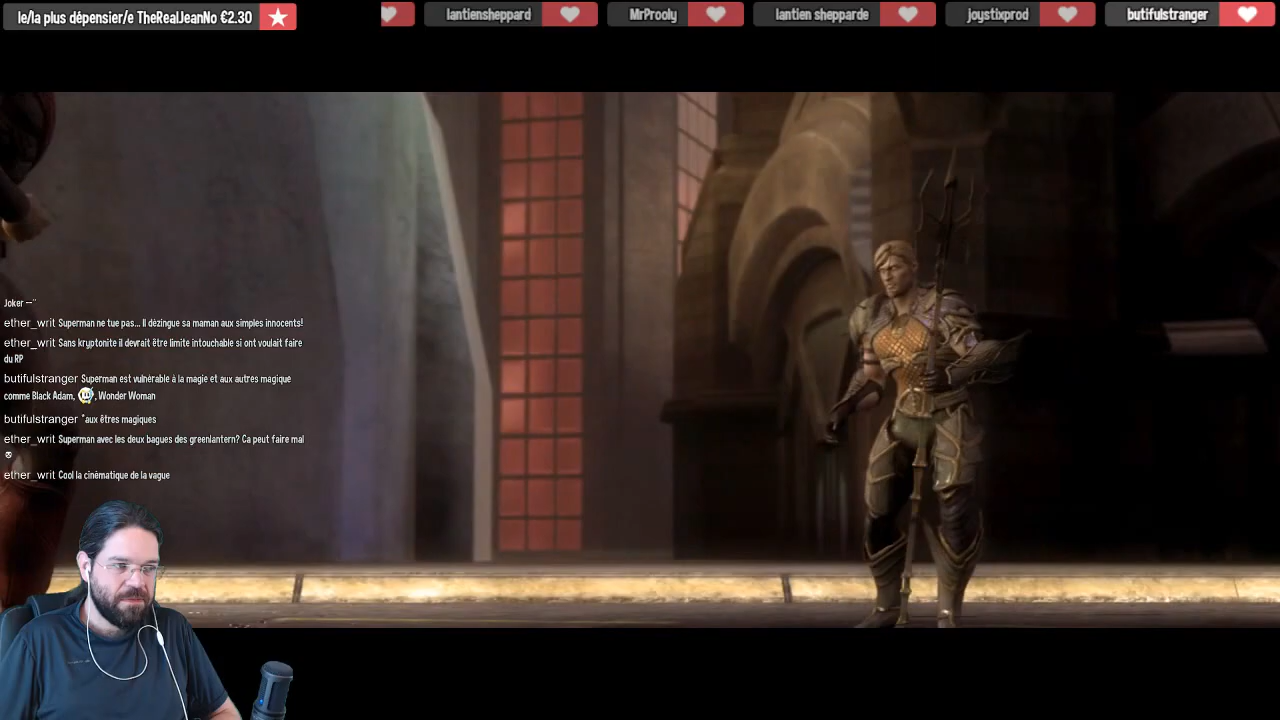 le/la plus dépensier/e TheRealJeanNo €2.30
lantiensheppard
MrProoly
lantien shepparde
joystixprod
butifulstranger
Joker —"
ether_writ Superman ne tue pas... Il dézingue sa maman aux simples innocents!
ether_writ Sans kryptonite il devrait être limite intouchable si ont voulait faire
du RP
butifulstranger Superman est vulnérable à la magie et aux autres magique
comme Black Adam, , Wonder Woman
butifulstranger *aux êtres magiques
ether_writ Superman avec les deux bagues des greenlantern? Ca peut faire mal
ether_writ Cool la cinématique de la vague